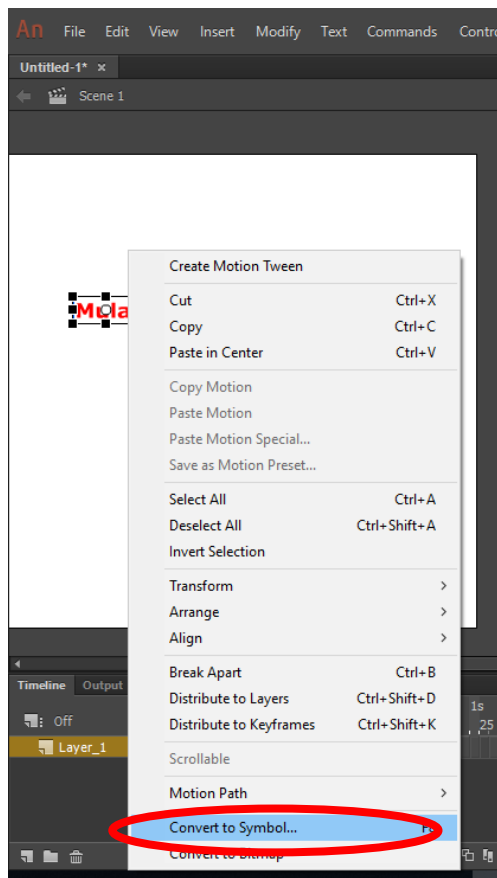 An File Edit View Insert Modify Text Commands
Untitled-1* ×
Scene 1
Create Motion Tween
Cut Ctrl+X
Copy Ctrl+C
Paste in Center Ctrl+V
Copy Motion
Paste Motion
Paste Motion Special...
Save as Motion Preset...
Select All Ctrl+A
Deselect All Ctrl+Shift+A
Invert Selection
Transform
Arrange
Align
Break Apart Ctrl+B
Distribute to Layers Ctrl+Shift+D
Distribute to Keyframes Ctrl+Shift+K
Scrollable
Motion Path
Convert to Symbol...
Convert to Bitmap
Timeline Output
Off
1s
25
Layer_1